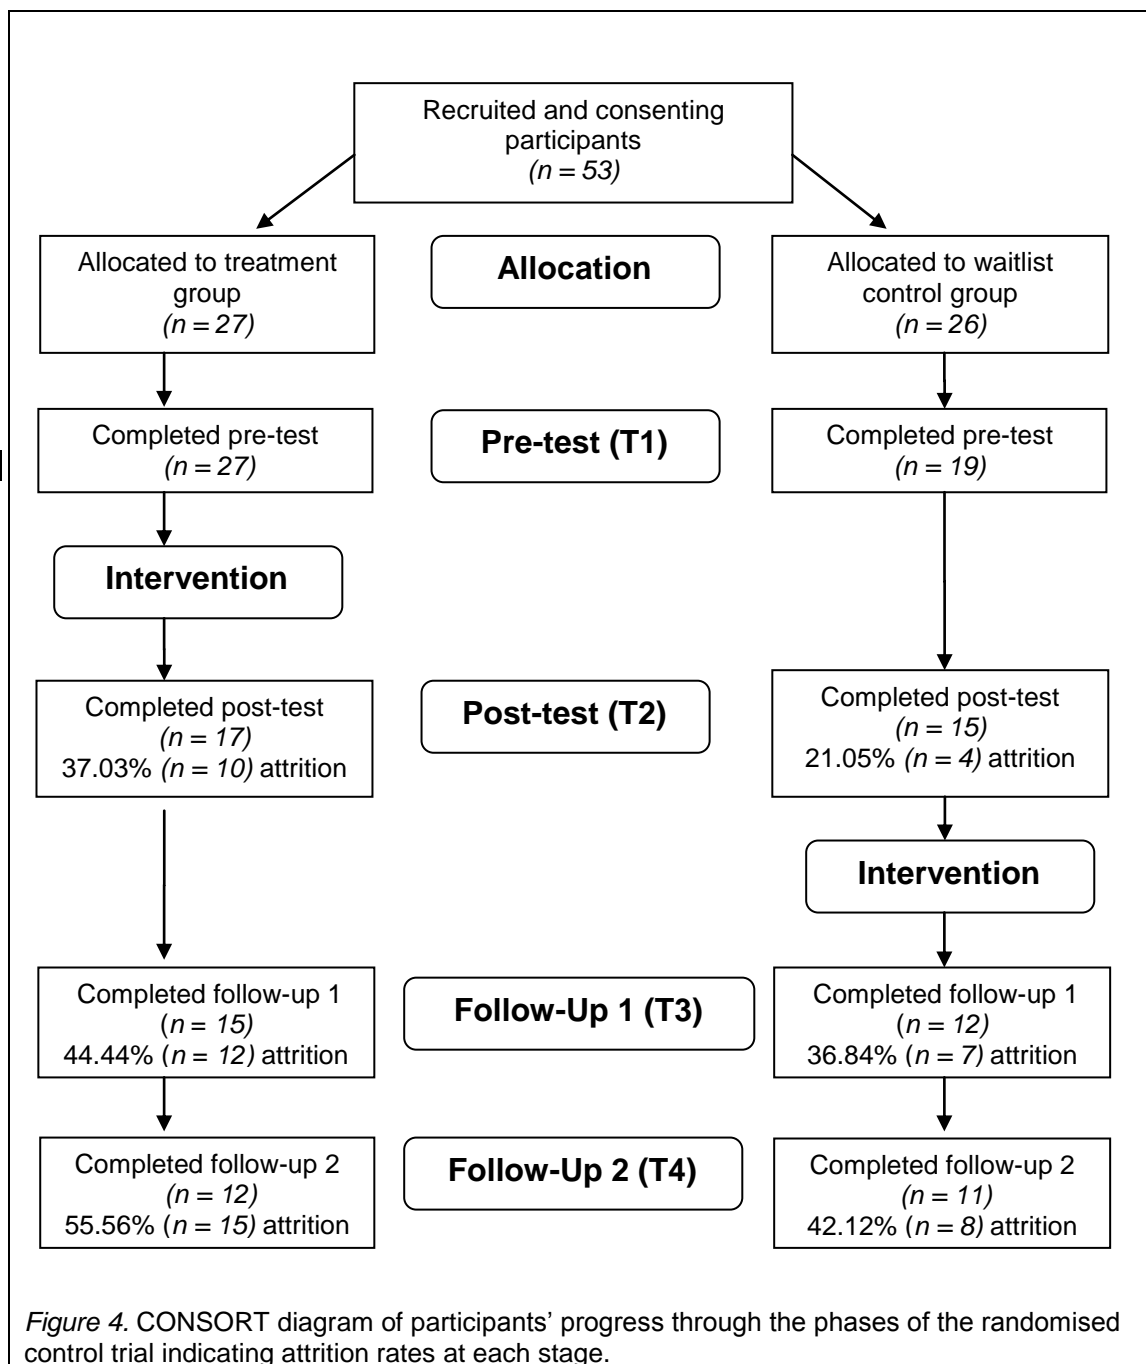 Recruited and consenting
participants
(n = 53)
Allocated to treatment
group
(n = 27)
Allocation
Allocated to waitlist
control group
(n = 26)
Completed pre-test
(n = 27)
Pre-test (T1)
Completed pre-test
(n = 19)
Intervention
Completed post-test
(n = 17)
37.03% (n = 10) attrition
Post-test (T2)
Completed post-test
(n = 15)
21.05% (n = 4) attrition
Intervention
Completed follow-up 1
(n = 15)
44.44% (n = 12) attrition
Follow-Up 1 (T3)
Completed follow-up 1
(n = 12)
36.84% (n = 7) attrition
Completed follow-up 2
(n = 12)
55.56% (n = 15) attrition
Follow-Up 2 (T4)
Completed follow-up 2
(n = 11)
42.12% (n = 8) attrition
Figure 4. CONSORT diagram of participants’ progress through the phases of the randomised
control trial indicating attrition rates at each stage.